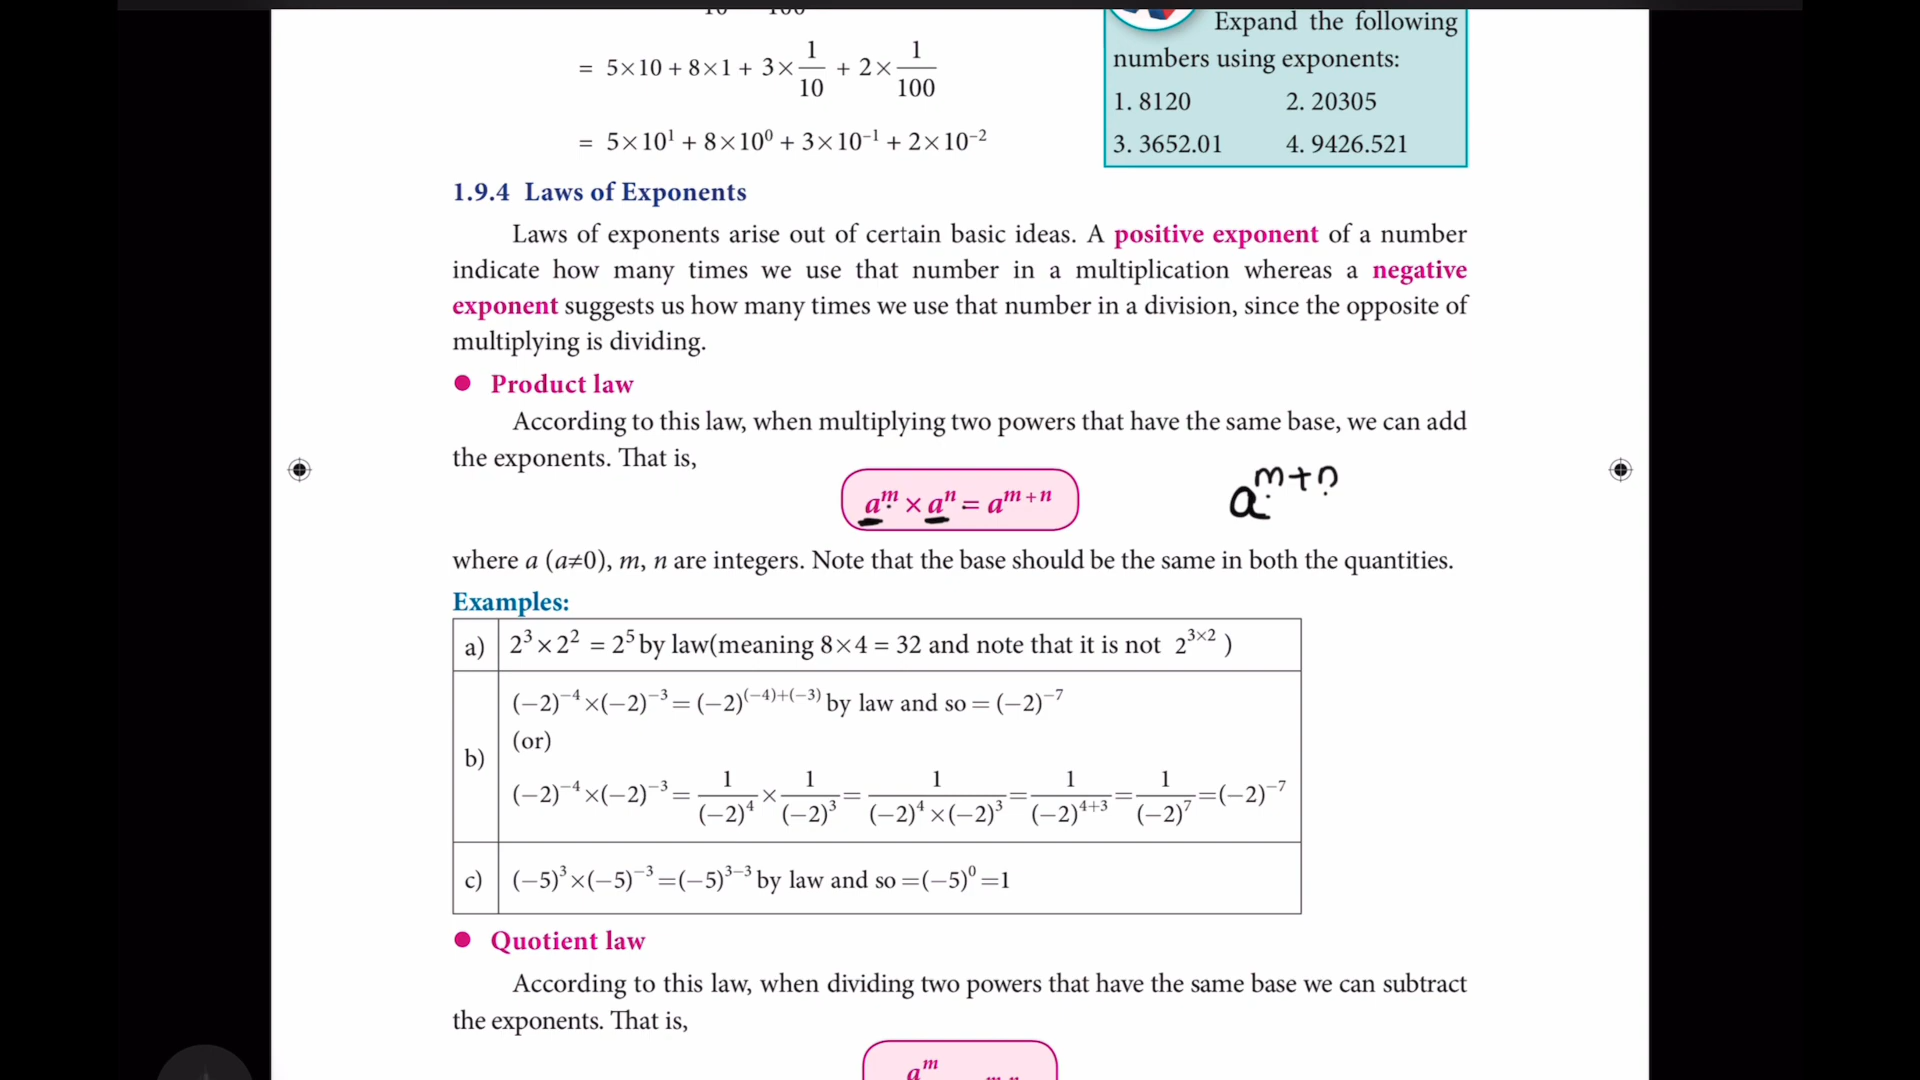 Expand the following
numbers using exponents:
1. 8120 2. 20305
3. 3652.01 4. 9426.521
= 5×10 + 8×1 + 3×1/10 + 2×1/100
= 5×10¹ + 8×10⁰ + 3×10⁻¹ + 2×10⁻²
1.9.4 Laws of Exponents
Laws of exponents arise out of certain basic ideas. A positive exponent of a number
indicate how many times we use that number in a multiplication whereas a negative
exponent suggests us how many times we use that number in a division, since the opposite of
multiplying is dividing.
● Product law
According to this law, when multiplying two powers that have the same base, we can add
the exponents. That is,
aᵐ × aⁿ = aᵐ⁺ⁿ
aᵐ⁺ⁿ
where a (a≠0), m, n are integers. Note that the base should be the same in both the quantities.
Examples:
a) 2³×2² = 2⁵ by law(meaning 8×4 = 32 and note that it is not 2^(3×2) )
b) (−2)⁻⁴×(−2)⁻³ = (−2)^((−4)+(−3)) by law and so = (−2)⁻⁷
(or)
(−2)⁻⁴×(−2)⁻³ = 1/(−2)⁴ × 1/(−2)³ = 1/((−2)⁴×(−2)³) = 1/(−2)⁴⁺³ = 1/(−2)⁷ = (−2)⁻⁷
c) (−5)³×(−5)⁻³ = (−5)³⁻³ by law and so = (−5)⁰ = 1
● Quotient law
According to this law, when dividing two powers that have the same base we can subtract
the exponents. That is,
aᵐ